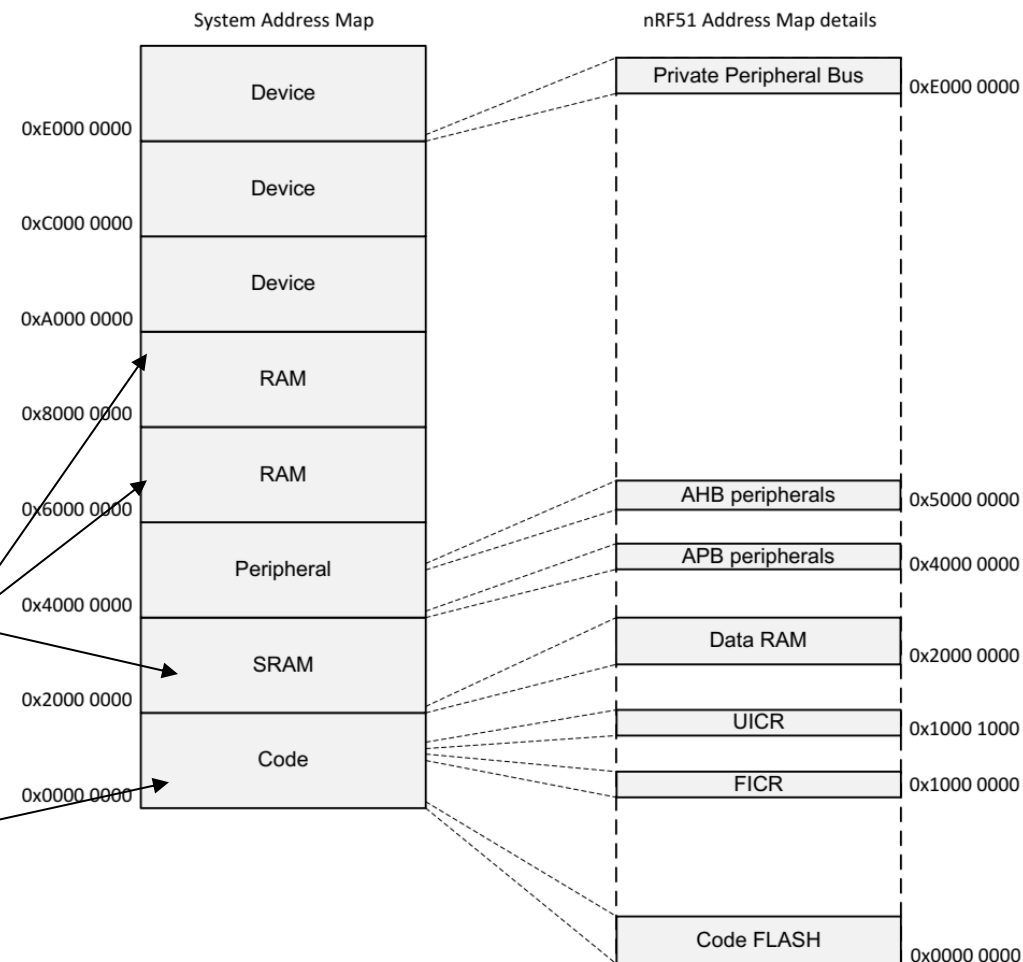 System Address Map
Device
0xE000 0000
Device
0xC000 0000
Device
0xA000 0000
RAM
0x8000 0000
RAM
0x6000 0000
Peripheral
0x4000 0000
SRAM
0x2000 0000
Code
0x0000 0000
nRF51 Address Map details
Private Peripheral Bus
0xE000 0000
AHB peripherals
0x5000 0000
APB peripherals
0x4000 0000
Data RAM
0x2000 0000
UICR
0x1000 1000
FICR
0x1000 0000
Code FLASH
0x0000 0000